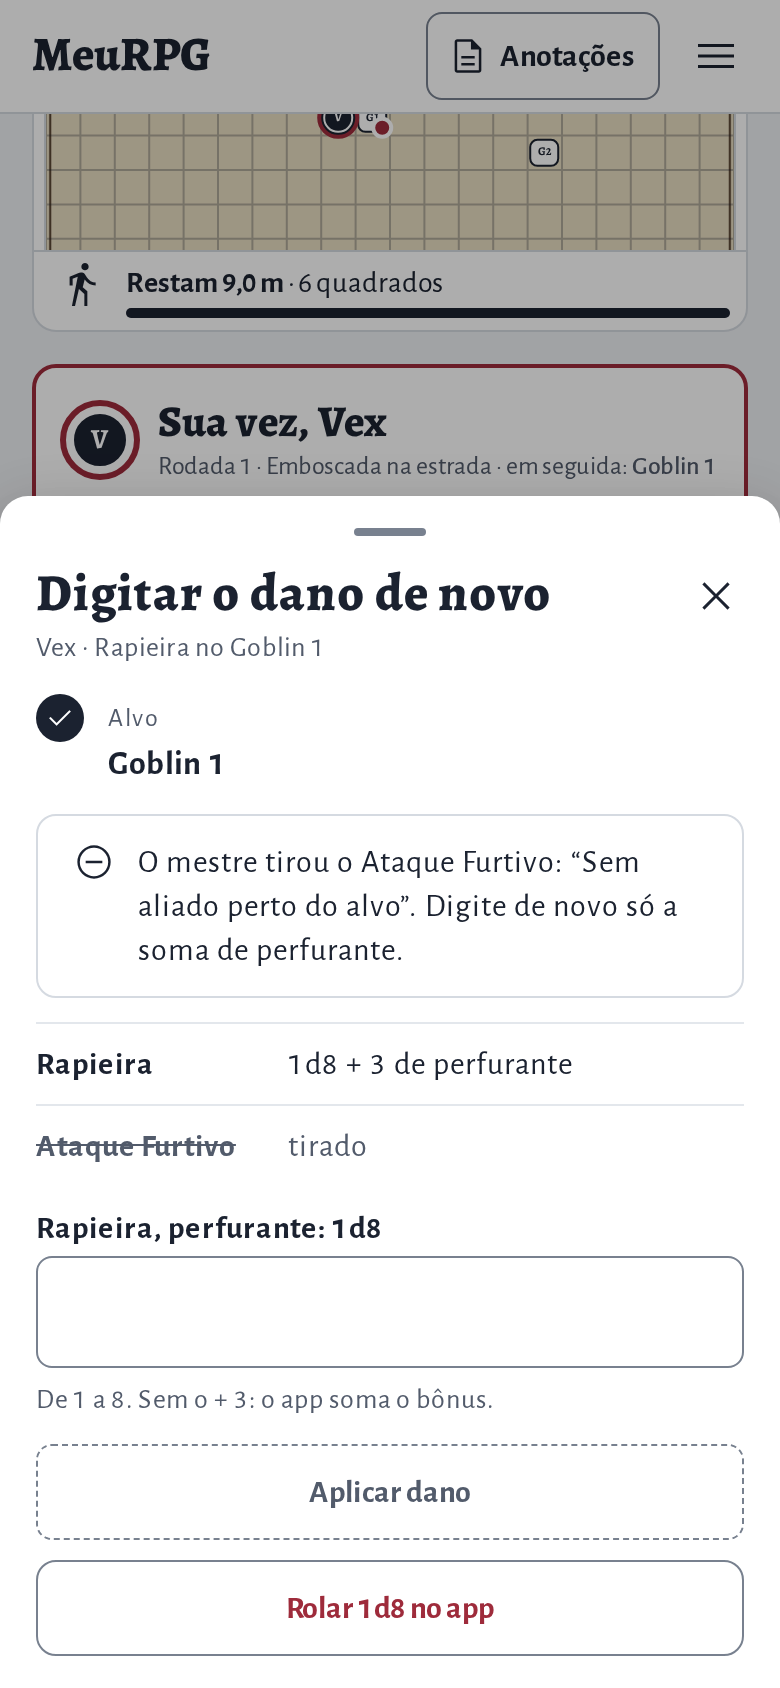 MeuRPG
Anotações
V
G1
G2
Restam 9,0 m · 6 quadrados
V
Sua vez, Vex
Rodada 1 · Emboscada na estrada · em seguida: Goblin 1
Digitar o dano de novo
Vex · Rapieira no Goblin 1
Alvo
Goblin 1
O mestre tirou o Ataque Furtivo: “Sem
aliado perto do alvo”. Digite de novo só a
soma de perfurante.
Rapieira
1d8 + 3 de perfurante
Ataque Furtivo
tirado
Rapieira, perfurante: 1d8
De 1 a 8. Sem o + 3: o app soma o bônus.
Aplicar dano
Rolar 1d8 no app